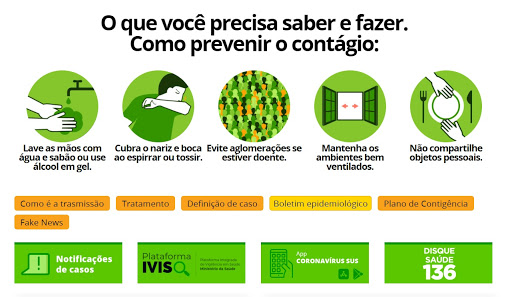 O que você precisa saber e fazer.
Como prevenir o contágio:
Lave as mãos com
água e sabão ou use
álcool em gel.
Cubra o nariz e boca
ao espirrar ou tossir.
Evite aglomerações se
estiver doente.
Mantenha os
ambientes bem
ventilados.
Não compartilhe
objetos pessoais.
Como é a trasmissão
Tratamento
Definição de caso
Boletim epidemiológico
Plano de Contigência
Fake News
Notificações
de casos
Plataforma
IVIS
Ministério da Saúde
App
CORONAVÍRUS SUS
DISQUE
SAÚDE
136